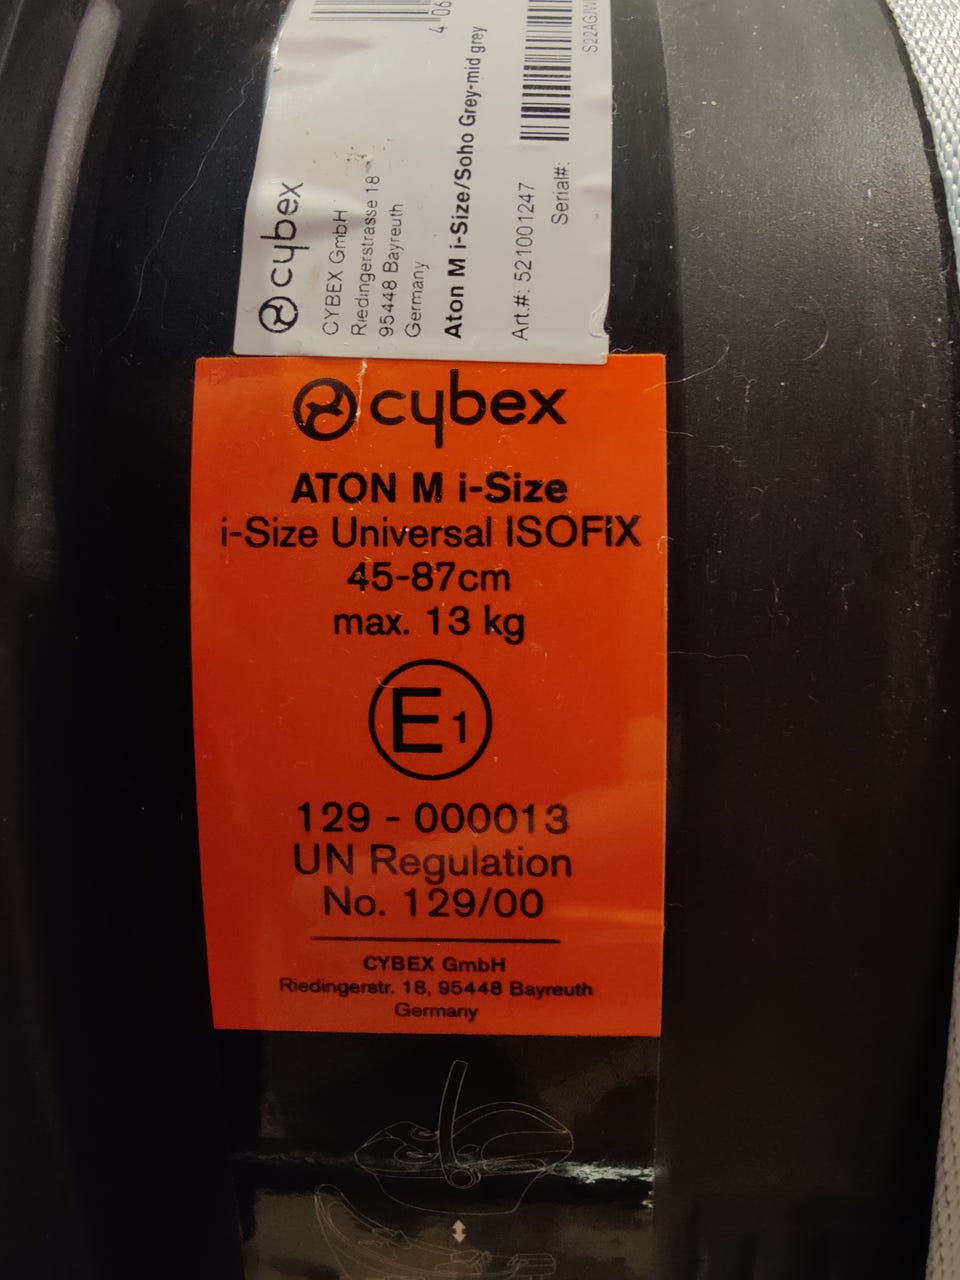 cybex
CYBEX GmbH
Riedingerstrasse 18
95448 Bayreuth
Germany
Aton M i-Size/Soho Grey-mid grey
Art.#: 521001247
Serial#:
cybex
ATON M i-Size
i-Size Universal ISOFIX
45-87cm
max. 13 kg
E1
129 - 000013
UN Regulation
No. 129/00
CYBEX GmbH
Riedingerstr. 18, 95448 Bayreuth
Germany